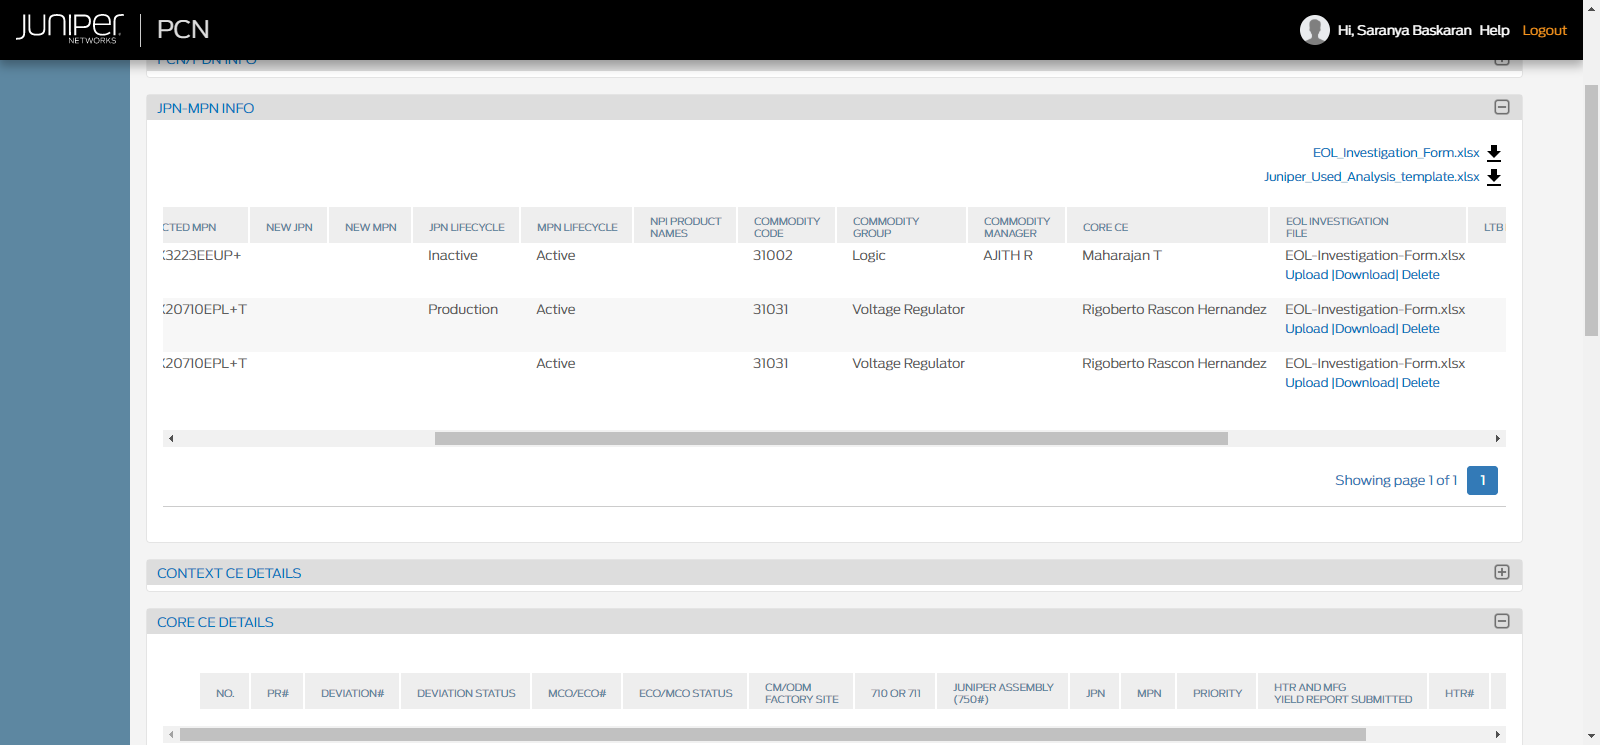 JUNIPER NETWORKS PCN Hi, Saranya Baskaran Help Logout
PCN/PDN INFO
JPN-MPN INFO
EOL_Investigation_Form.xlsx
Juniper_Used_Analysis_template.xlsx
CTED MPN NEW JPN NEW MPN JPN LIFECYCLE MPN LIFECYCLE NPI PRODUCT NAMES COMMODITY CODE COMMODITY GROUP COMMODITY MANAGER CORE CE EOL INVESTIGATION FILE LTB
X3223EEUP+ Inactive Active 31002 Logic AJITH R Maharajan T EOL-Investigation-Form.xlsx
Upload |Download| Delete
X20710EPL+T Production Active 31031 Voltage Regulator Rigoberto Rascon Hernandez EOL-Investigation-Form.xlsx
Upload |Download| Delete
X20710EPL+T Active 31031 Voltage Regulator Rigoberto Rascon Hernandez EOL-Investigation-Form.xlsx
Upload |Download| Delete
Showing page 1 of 1 1
CONTEXT CE DETAILS
CORE CE DETAILS
NO. PR# DEVIATION# DEVIATION STATUS MCO/ECO# ECO/MCO STATUS CM/ODM FACTORY SITE 710 OR 711 JUNIPER ASSEMBLY (750#) JPN MPN PRIORITY HTR AND MFG YIELD REPORT SUBMITTED HTR#